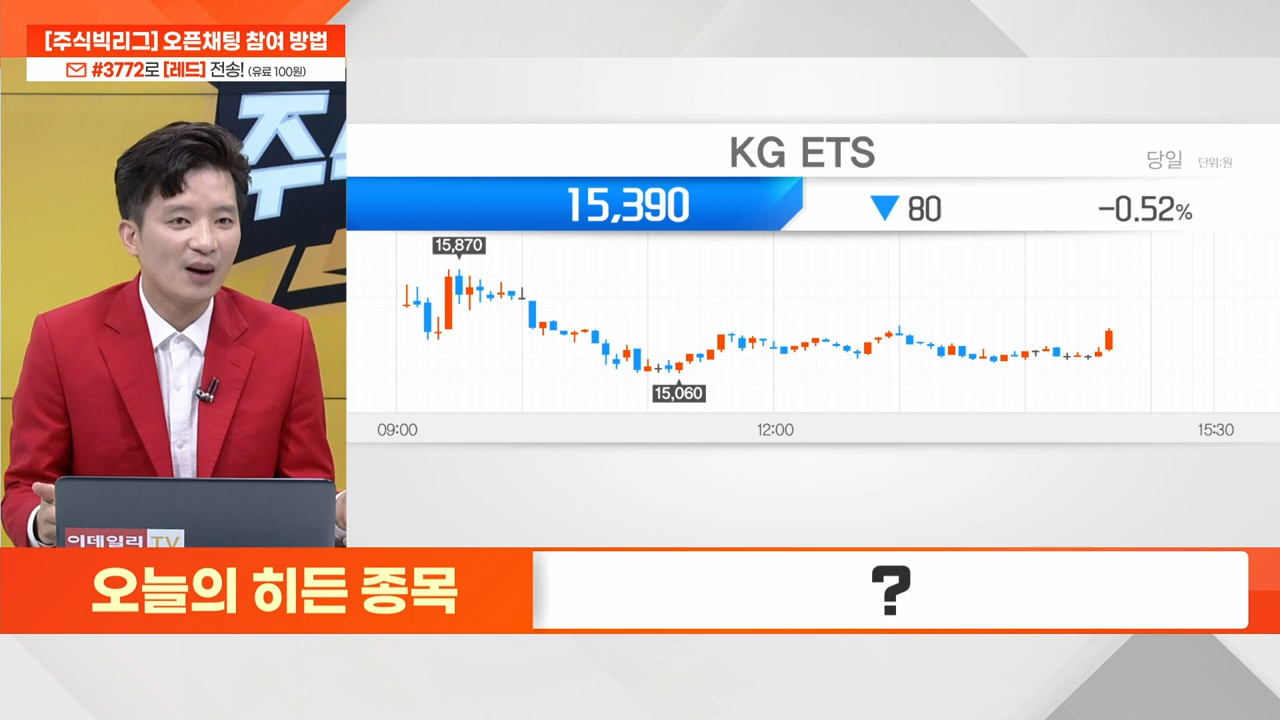 [주식빅리그] 오픈채팅 참여 방법
#3772로 [레드] 전송! (유료 100원)
주
KG ETS
당일 단위:원
15,390 ▼ 80 -0.52%
15,870
15,060
09:00 12:00 15:30
이데일리 TV
오늘의 히든 종목 ?